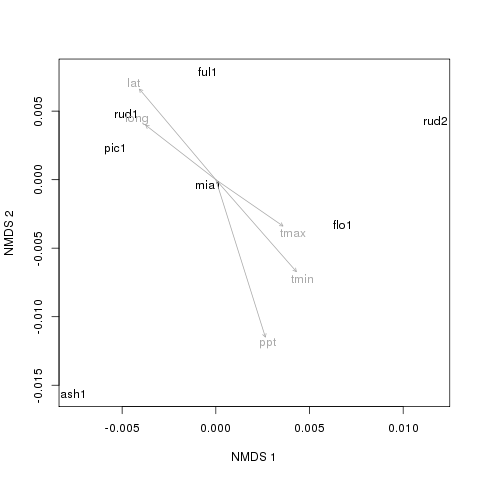 ful1
lat
rud1
long
rud2
pic1
mia1
flo1
tmax
tmin
ppt
ash1
0.005
0.000
-0.005
-0.010
-0.015
NMDS 2
-0.005 0.000 0.005 0.010
NMDS 1